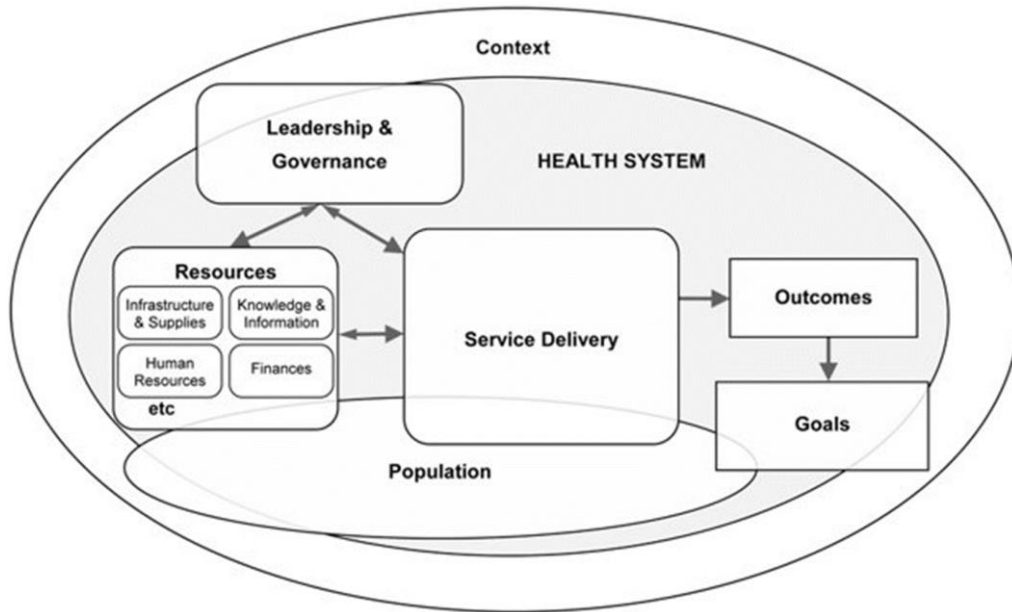 Context
Leadership &
Governance
HEALTH SYSTEM
Resources
Infrastructure
& Supplies
Knowledge &
Information
Human
Resources
Finances
etc
Service Delivery
Outcomes
Goals
Population